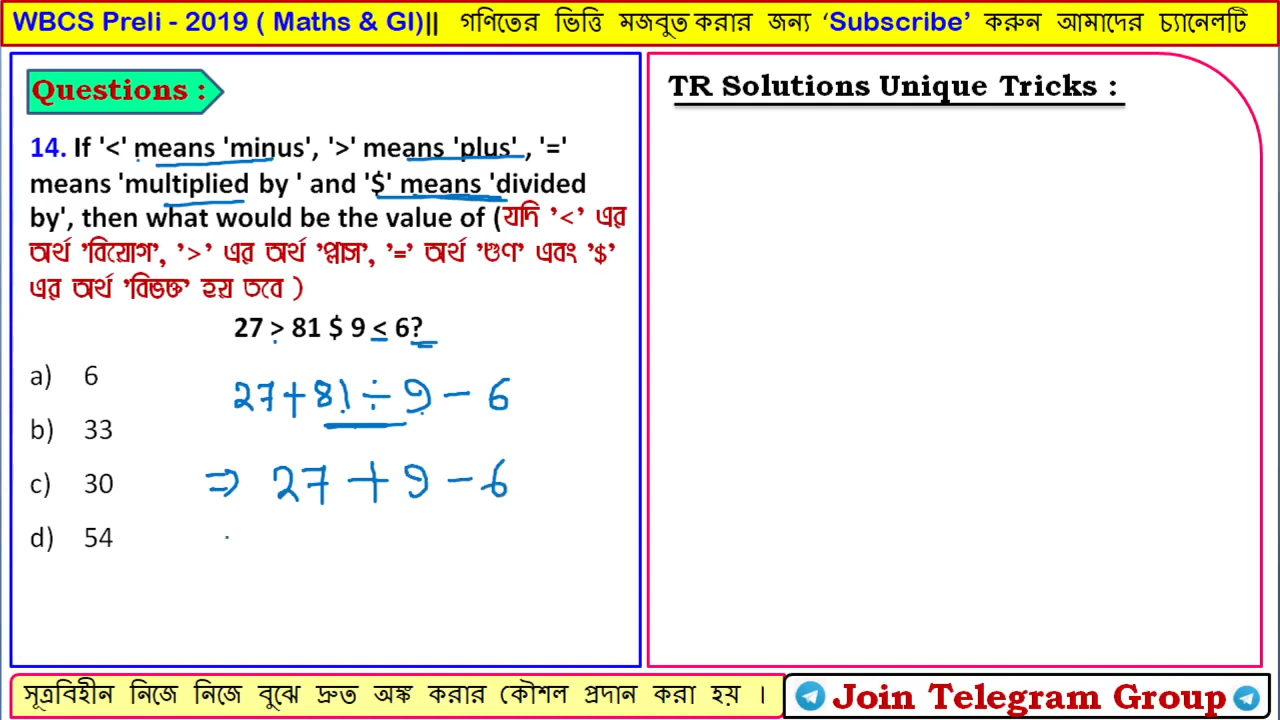 WBCS Preli - 2019 ( Maths & GI)|| গণিতের ভিত্তি মজবুত করার জন্য ‘Subscribe’ করুন আমাদের চ্যানেলটি
Questions :
14. If '<' means 'minus', '>' means 'plus', '='
means 'multiplied by ' and '$' means 'divided
by', then what would be the value of (যদি '<' এর
অর্থ 'বিয়োগ', '>' এর অর্থ 'প্লাস', '=' অর্থ 'গুণ' এবং '$'
এর অর্থ 'বিভক্ত' হয় তবে )
27 > 81 $ 9 < 6?
a) 6
27+81÷9-6
b) 33
c) 30
⇒ 27+9-6
d) 54
TR Solutions Unique Tricks :
সূত্রবিহীন নিজে নিজে বুঝে দ্রুত অঙ্ক করার কৌশল প্রদান করা হয় ।
Join Telegram Group